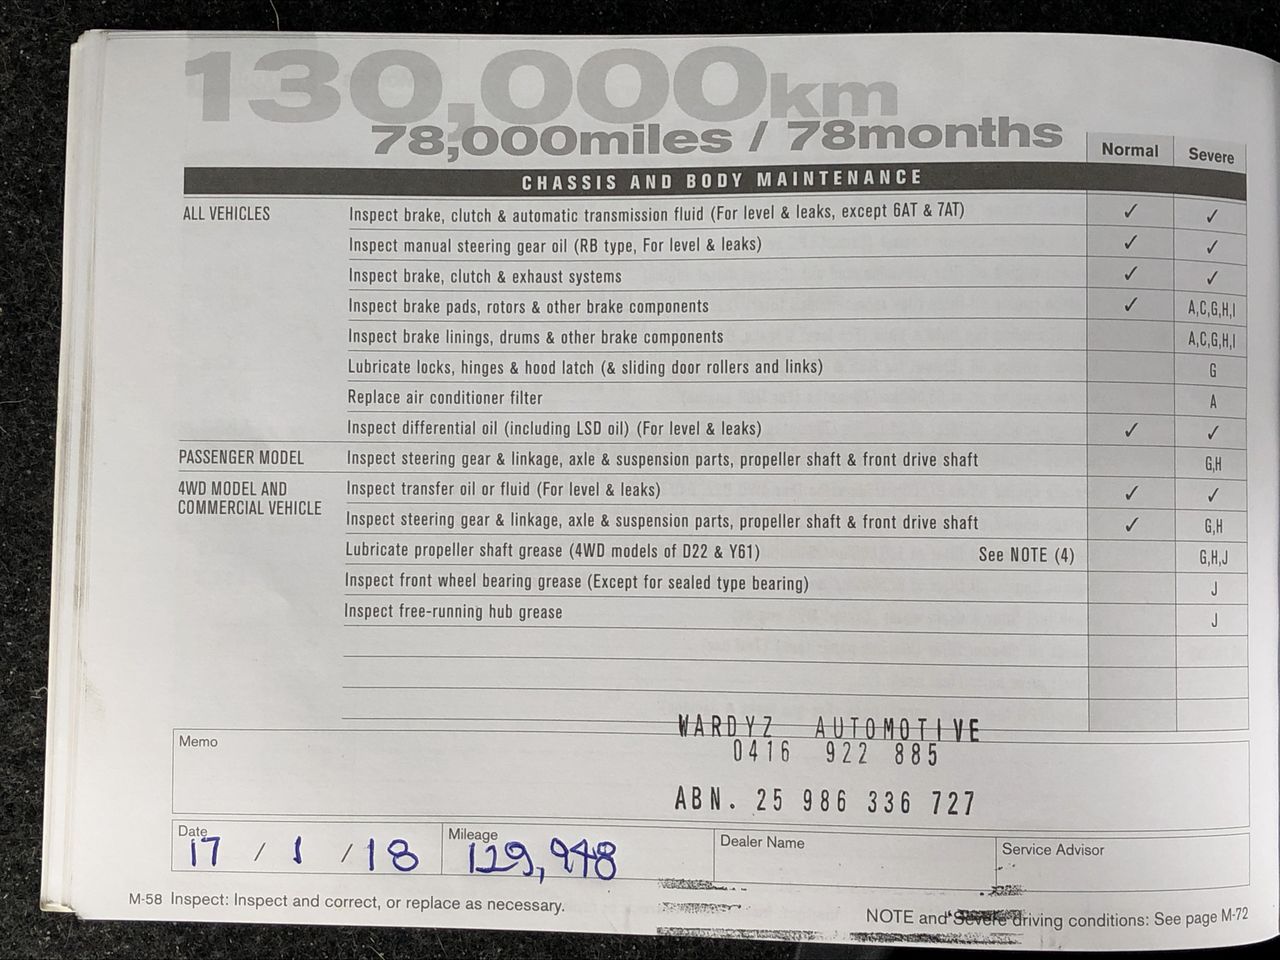 130,000km
78,000miles / 78months
Normal Severe
CHASSIS AND BODY MAINTENANCE
ALL VEHICLES Inspect brake, clutch & automatic transmission fluid (For level & leaks, except 6AT & 7AT) ✓ ✓
Inspect manual steering gear oil (RB type, For level & leaks) ✓ ✓
Inspect brake, clutch & exhaust systems ✓ ✓
Inspect brake pads, rotors & other brake components ✓ A,C,G,H,I
Inspect brake linings, drums & other brake components A,C,G,H,I
Lubricate locks, hinges & hood latch (& sliding door rollers and links) G
Replace air conditioner filter A
Inspect differential oil (including LSD oil) (For level & leaks) ✓ ✓
PASSENGER MODEL Inspect steering gear & linkage, axle & suspension parts, propeller shaft & front drive shaft G,H
4WD MODEL AND Inspect transfer oil or fluid (For level & leaks) ✓ ✓
COMMERCIAL VEHICLE Inspect steering gear & linkage, axle & suspension parts, propeller shaft & front drive shaft ✓ G,H
Lubricate propeller shaft grease (4WD models of D22 & Y61) See NOTE (4) G,H,J
Inspect front wheel bearing grease (Except for sealed type bearing) J
Inspect free-running hub grease J
WARDYZ AUTOMOTIVE
Memo 0416 922 885
ABN. 25 986 336 727
Date Mileage Dealer Name Service Advisor
17 / 1 / 18 129,948
M-58 Inspect: Inspect and correct, or replace as necessary. NOTE and Severe driving conditions: See page M-72